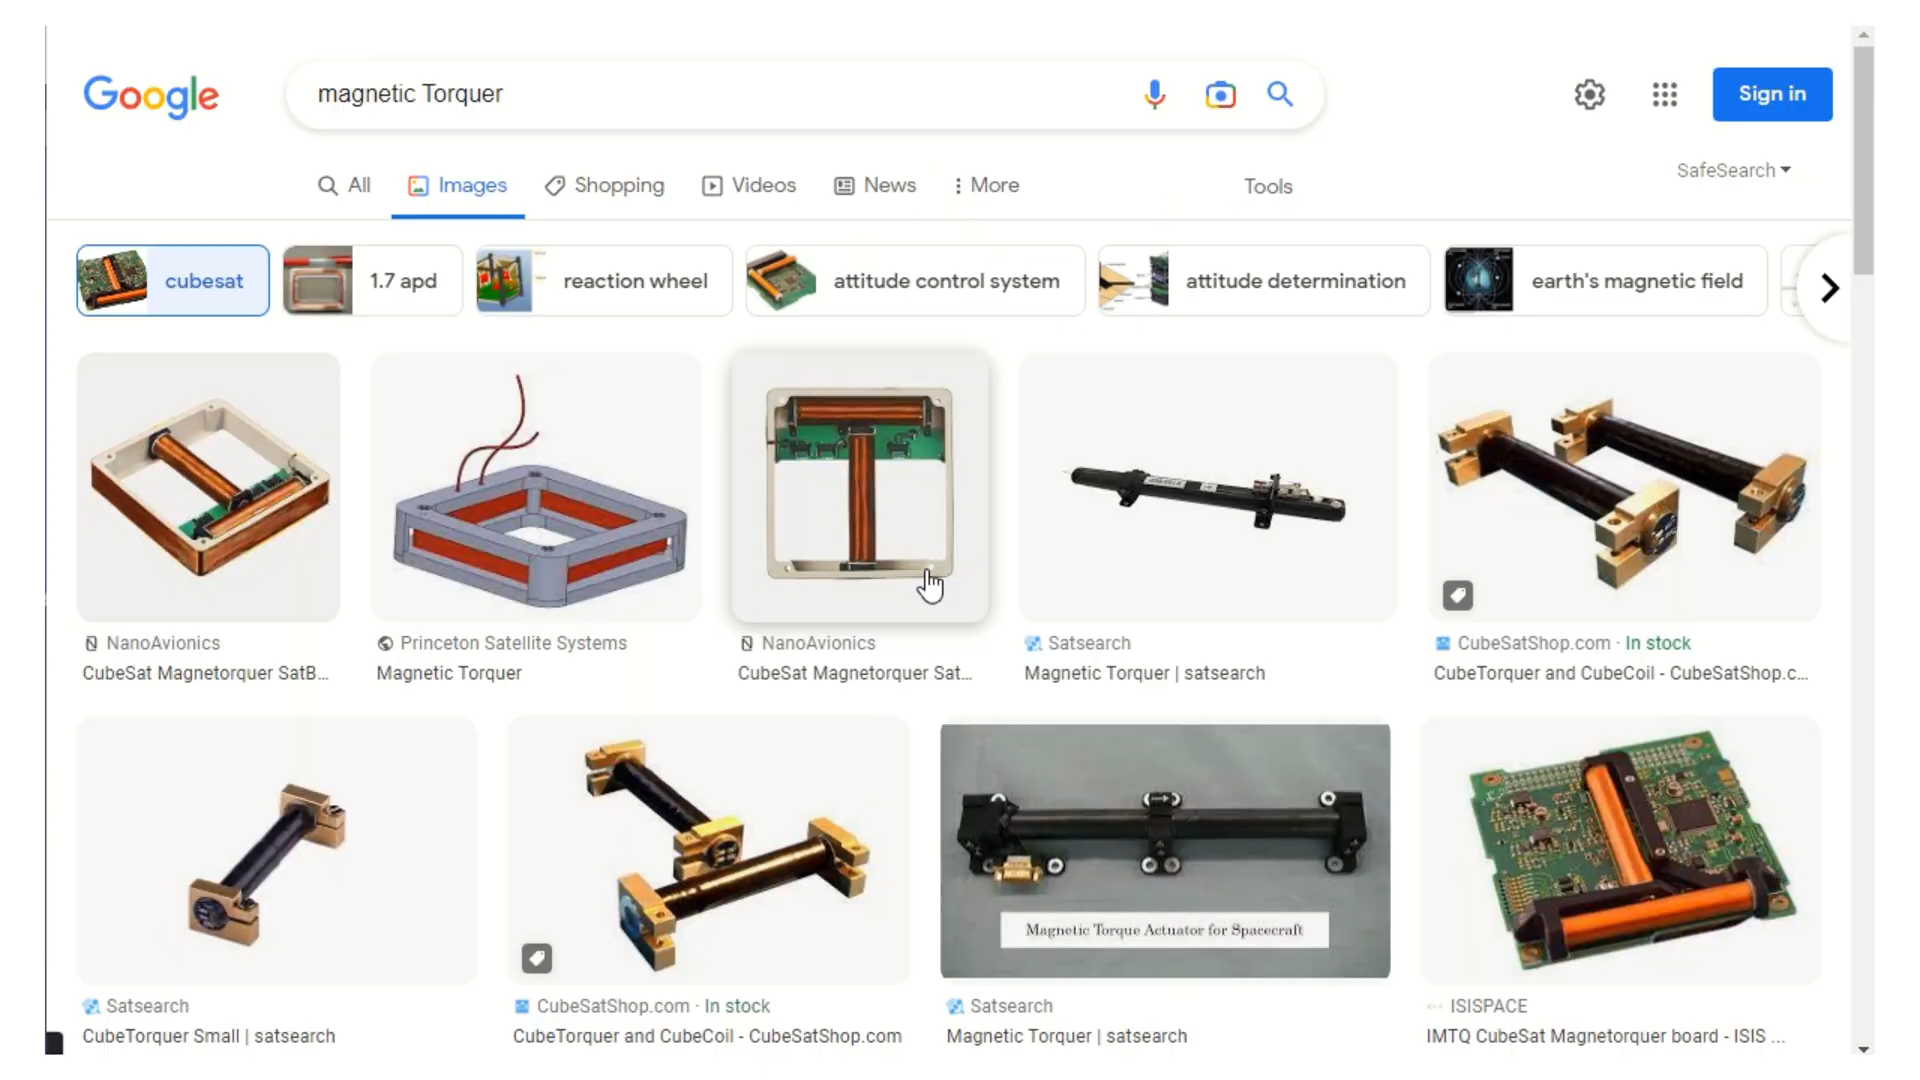 Google
magnetic Torquer
Sign in
All
Images
Shopping
Videos
News
More
Tools
SafeSearch
cubesat
1.7 apd
reaction wheel
attitude control system
attitude determination
earth's magnetic field
NanoAvionics
CubeSat Magnetorquer SatB...
Princeton Satellite Systems
Magnetic Torquer
NanoAvionics
CubeSat Magnetorquer Sat...
Satsearch
Magnetic Torquer | satsearch
CubeSatShop.com · In stock
CubeTorquer and CubeCoil - CubeSatShop.c...
Magnetic Torque Actuator for Spacecraft
Satsearch
CubeTorquer Small | satsearch
CubeSatShop.com · In stock
CubeTorquer and CubeCoil - CubeSatShop.com
Satsearch
Magnetic Torquer | satsearch
ISISPACE
IMTQ CubeSat Magnetorquer board - ISIS ...